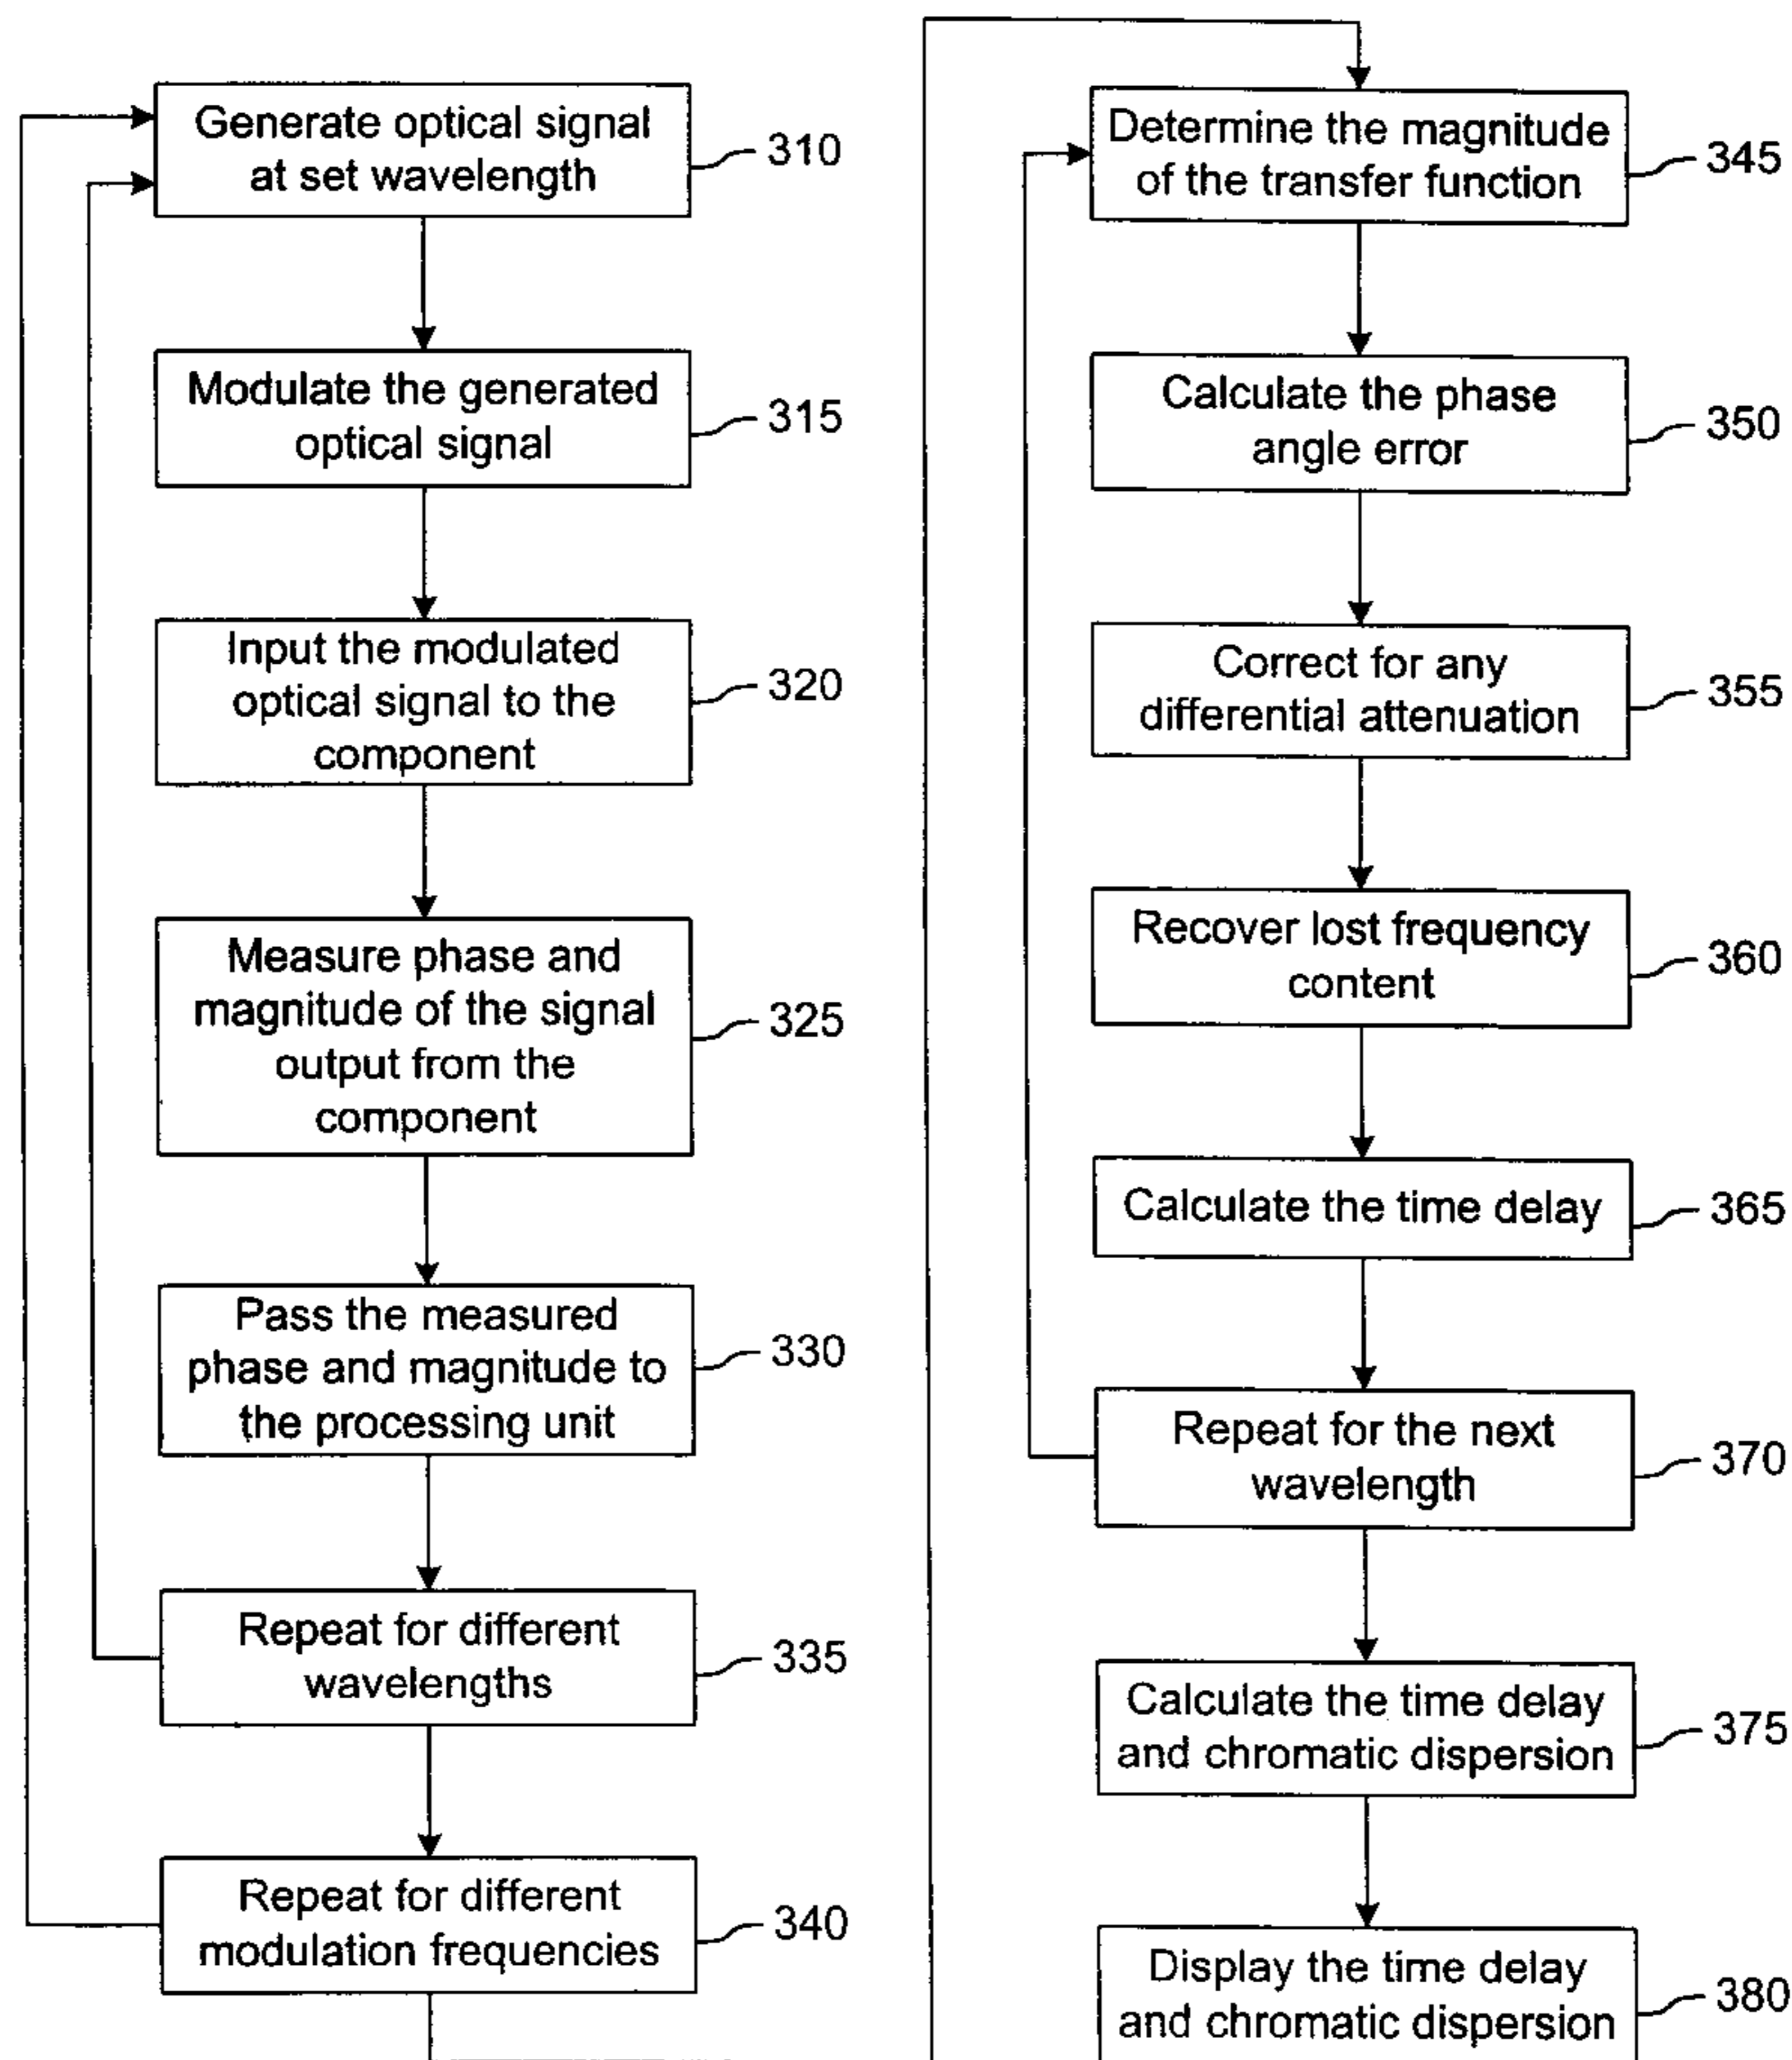 Generate optical signal
at set wavelength
310
Modulate the generated
optical signal
315
Input the modulated
optical signal to the
component
320
Measure phase and
magnitude of the signal
output from the
component
325
Pass the measured
phase and magnitude to
the processing unit
330
Repeat for different
wavelengths
335
Repeat for different
modulation frequencies
340
Determine the magnitude
of the transfer function
345
Calculate the phase
angle error
350
Correct for any
differential attenuation
355
Recover lost frequency
content
360
Calculate the time delay
365
Repeat for the next
wavelength
370
Calculate the time delay
and chromatic dispersion
375
Display the time delay
and chromatic dispersion
380